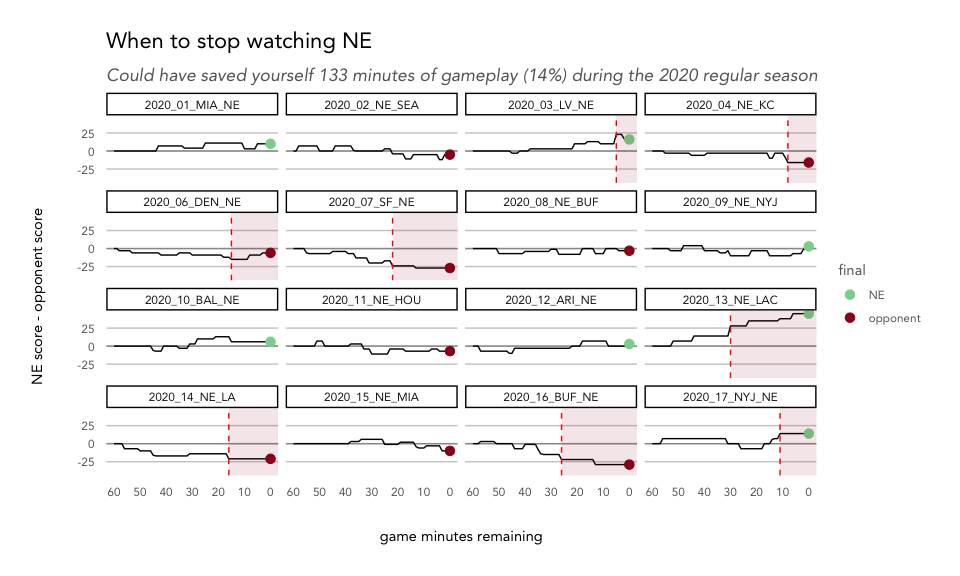 When to stop watching NE
Could have saved yourself 133 minutes of gameplay (14%) during the 2020 regular season
2020_01_MIA_NE 2020_02_NE_SEA 2020_03_LV_NE 2020_04_NE_KC
25
0
-25
2020_06_DEN_NE 2020_07_SF_NE 2020_08_NE_BUF 2020_09_NE_NYJ
25
0
-25
2020_10_BAL_NE 2020_11_NE_HOU 2020_12_ARI_NE 2020_13_NE_LAC
25
0
-25
2020_14_NE_LA 2020_15_NE_MIA 2020_16_BUF_NE 2020_17_NYJ_NE
25
0
-25
60 50 40 30 20 10 0 60 50 40 30 20 10 0 60 50 40 30 20 10 0 60 50 40 30 20 10 0
game minutes remaining
NE score - opponent score
final
NE
opponent